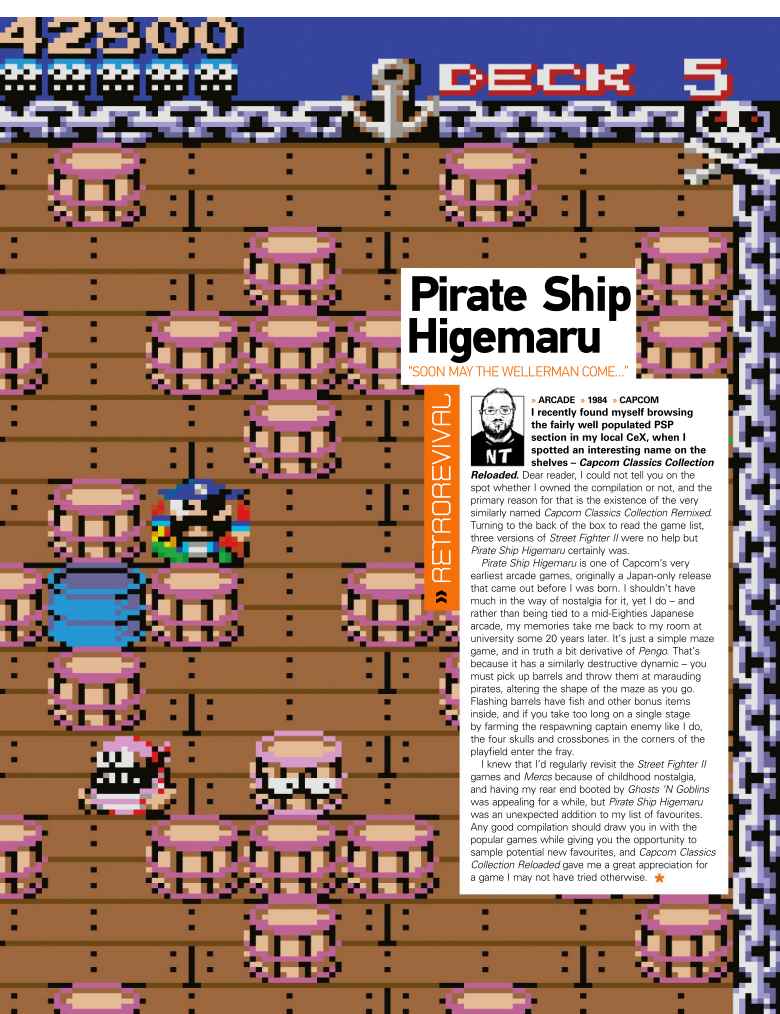 42800
DECK 5
Pirate Ship
Higemaru
“SOON MAY THE WELLERMAN COME...”
» RETROREVIVAL
» ARCADE » 1984 » CAPCOM
NT
I recently found myself browsing
the fairly well populated PSP
section in my local CeX, when I
spotted an interesting name on the
shelves – Capcom Classics Collection
Reloaded. Dear reader, I could not tell you on the
spot whether I owned the compilation or not, and the
primary reason for that is the existence of the very
similarly named Capcom Classics Collection Remixed.
Turning to the back of the box to read the game list,
three versions of Street Fighter II were no help but
Pirate Ship Higemaru certainly was.
Pirate Ship Higemaru is one of Capcom’s very
earliest arcade games, originally a Japan-only release
that came out before I was born. I shouldn’t have
much in the way of nostalgia for it, yet I do – and
rather than being tied to a mid-Eighties Japanese
arcade, my memories take me back to my room at
university some 20 years later. It’s just a simple maze
game, and in truth a bit derivative of Pengo. That’s
because it has a similarly destructive dynamic – you
must pick up barrels and throw them at marauding
pirates, altering the shape of the maze as you go.
Flashing barrels have fish and other bonus items
inside, and if you take too long on a single stage
by farming the respawning captain enemy like I do,
the four skulls and crossbones in the corners of the
playfield enter the fray.
I knew that I’d regularly revisit the Street Fighter II
games and Mercs because of childhood nostalgia,
and having my rear end booted by Ghosts ’N Goblins
was appealing for a while, but Pirate Ship Higemaru
was an unexpected addition to my list of favourites.
Any good compilation should draw you in with the
popular games while giving you the opportunity to
sample potential new favourites, and Capcom Classics
Collection Reloaded gave me a great appreciation for
a game I may not have tried otherwise.